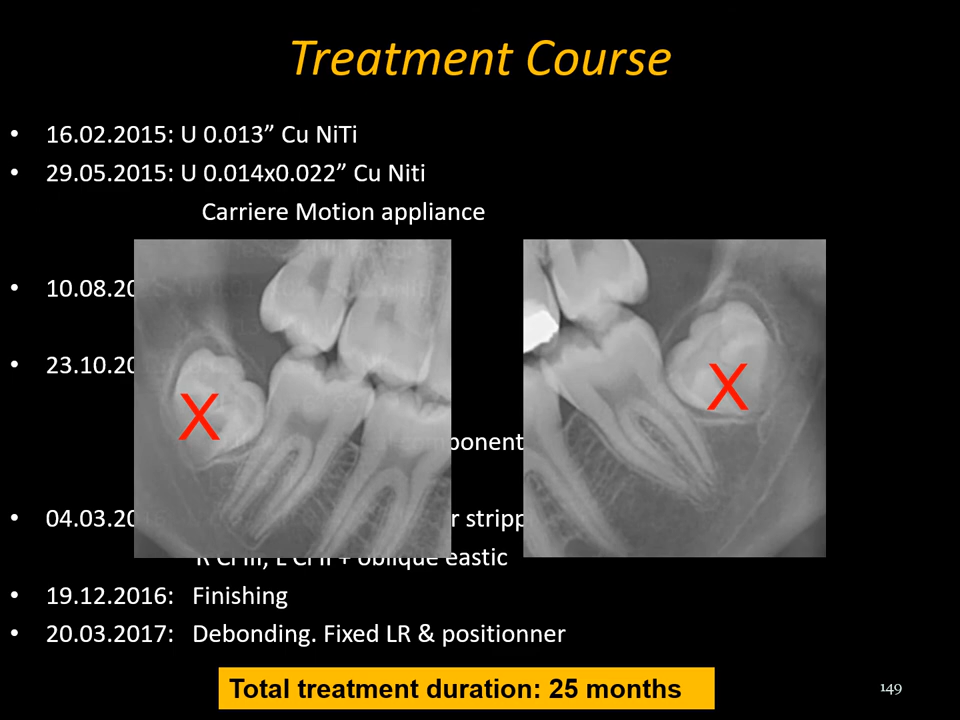 Treatment Course
• 16.02.2015: U 0.013” Cu NiTi
• 29.05.2015: U 0.014x0.022” Cu Niti
Carriere Motion appliance
• 10.08.20
• 23.10.20
X
X
• 04.03.20
R Cl III, L Cl II + oblique eastic
• 19.12.2016: Finishing
• 20.03.2017: Debonding. Fixed LR & positionner
Total treatment duration: 25 months
149